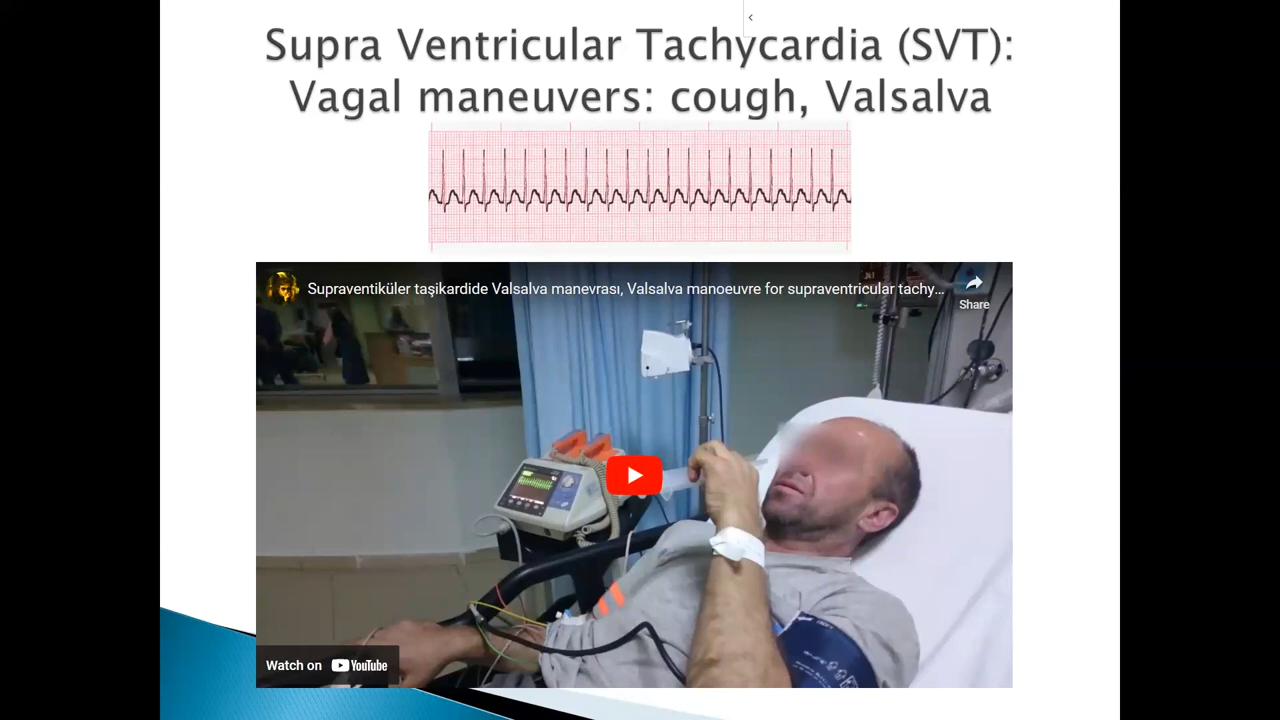 Supra Ventricular Tachycardia (SVT):
Vagal maneuvers: cough, Valsalva
Supraventiküler taşikardide Valsalva manevrası, Valsalva manoeuvre for supraventricular tachy...
Share
Watch on YouTube